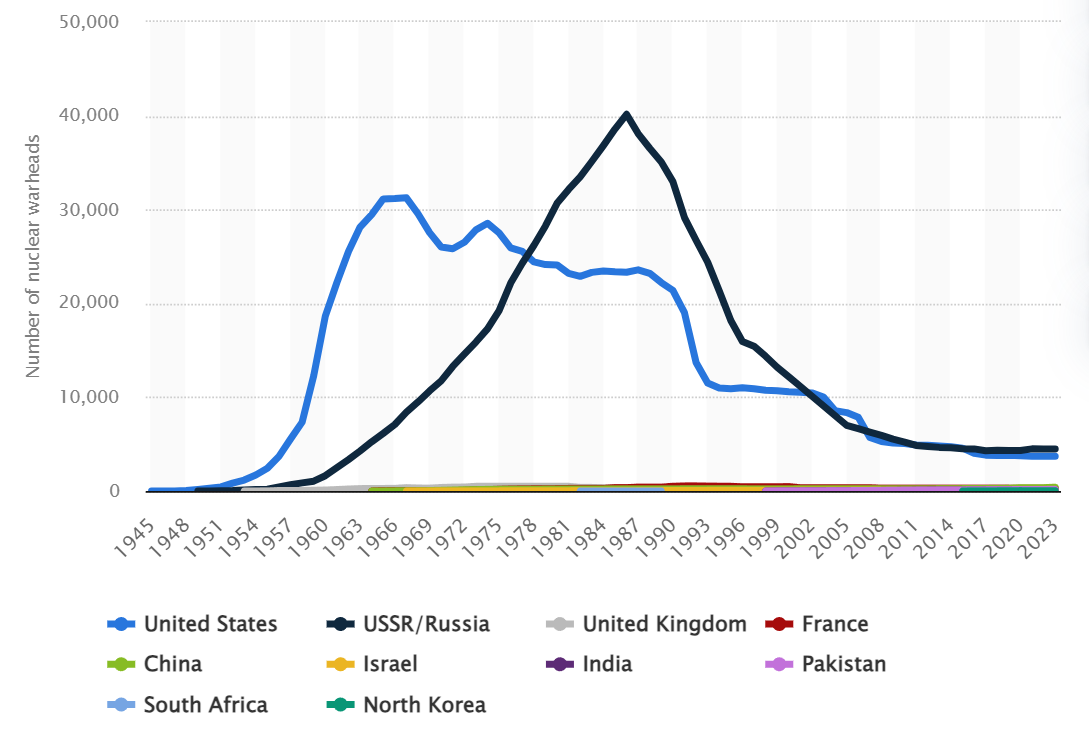 50,000
40,000
30,000
20,000
10,000
0
Number of nuclear warheads
1945 1948 1951 1954 1957 1960 1963 1966 1969 1972 1975 1978 1981 1984 1987 1990 1993 1996 1999 2002 2005 2008 2011 2014 2017 2020 2023
United States USSR/Russia United Kingdom France
China Israel India Pakistan
South Africa North Korea